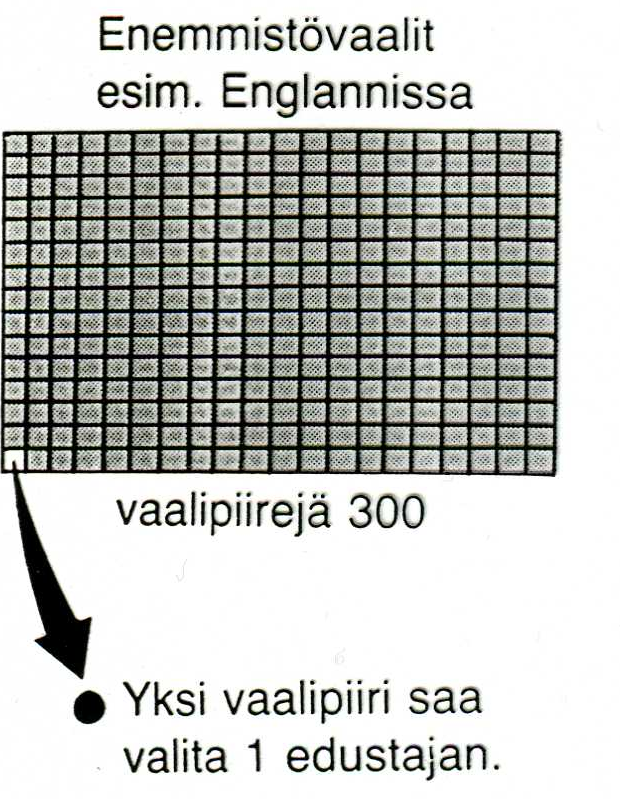 Enemmistövaalit
esim. Englannissa
vaalipiirejä 300
Yksi vaalipiiri saa
valita 1 edustajan.